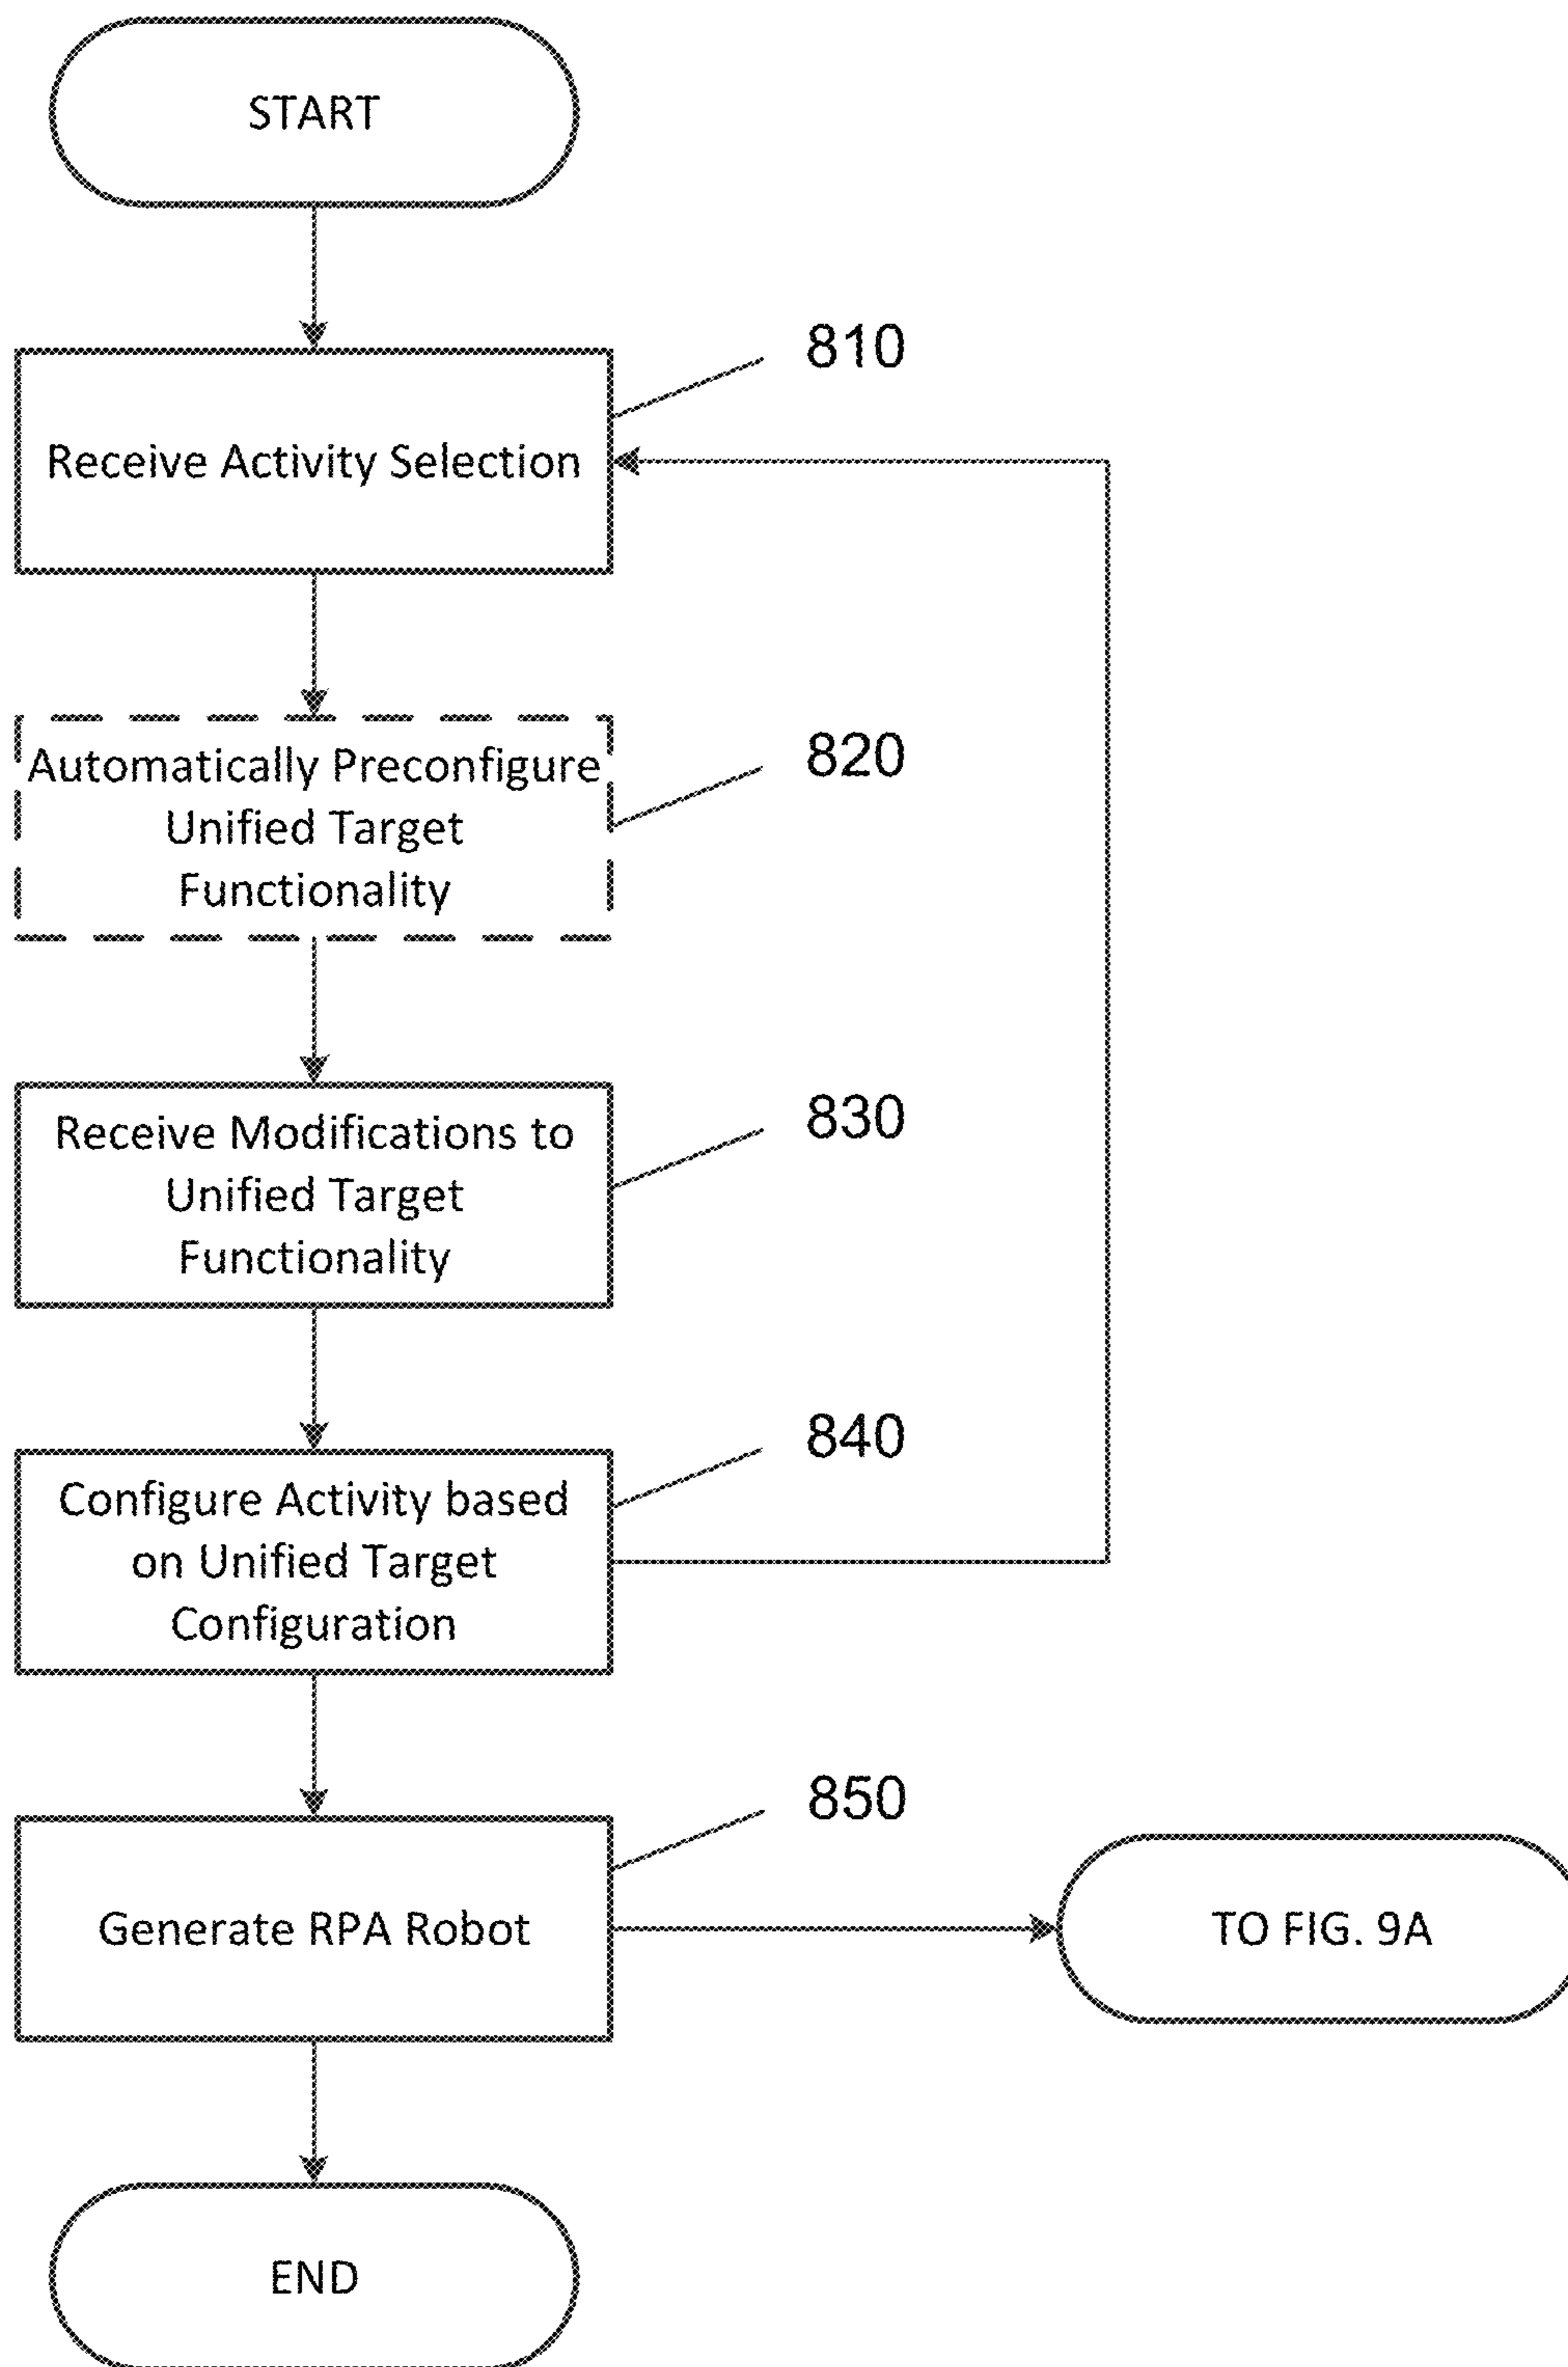 START
810
Receive Activity Selection
820
Automatically Preconfigure
Unified Target
Functionality
830
Receive Modifications to
Unified Target
Functionality
840
Configure Activity based
on Unified Target
Configuration
850
Generate RPA Robot
TO FIG. 9A
END